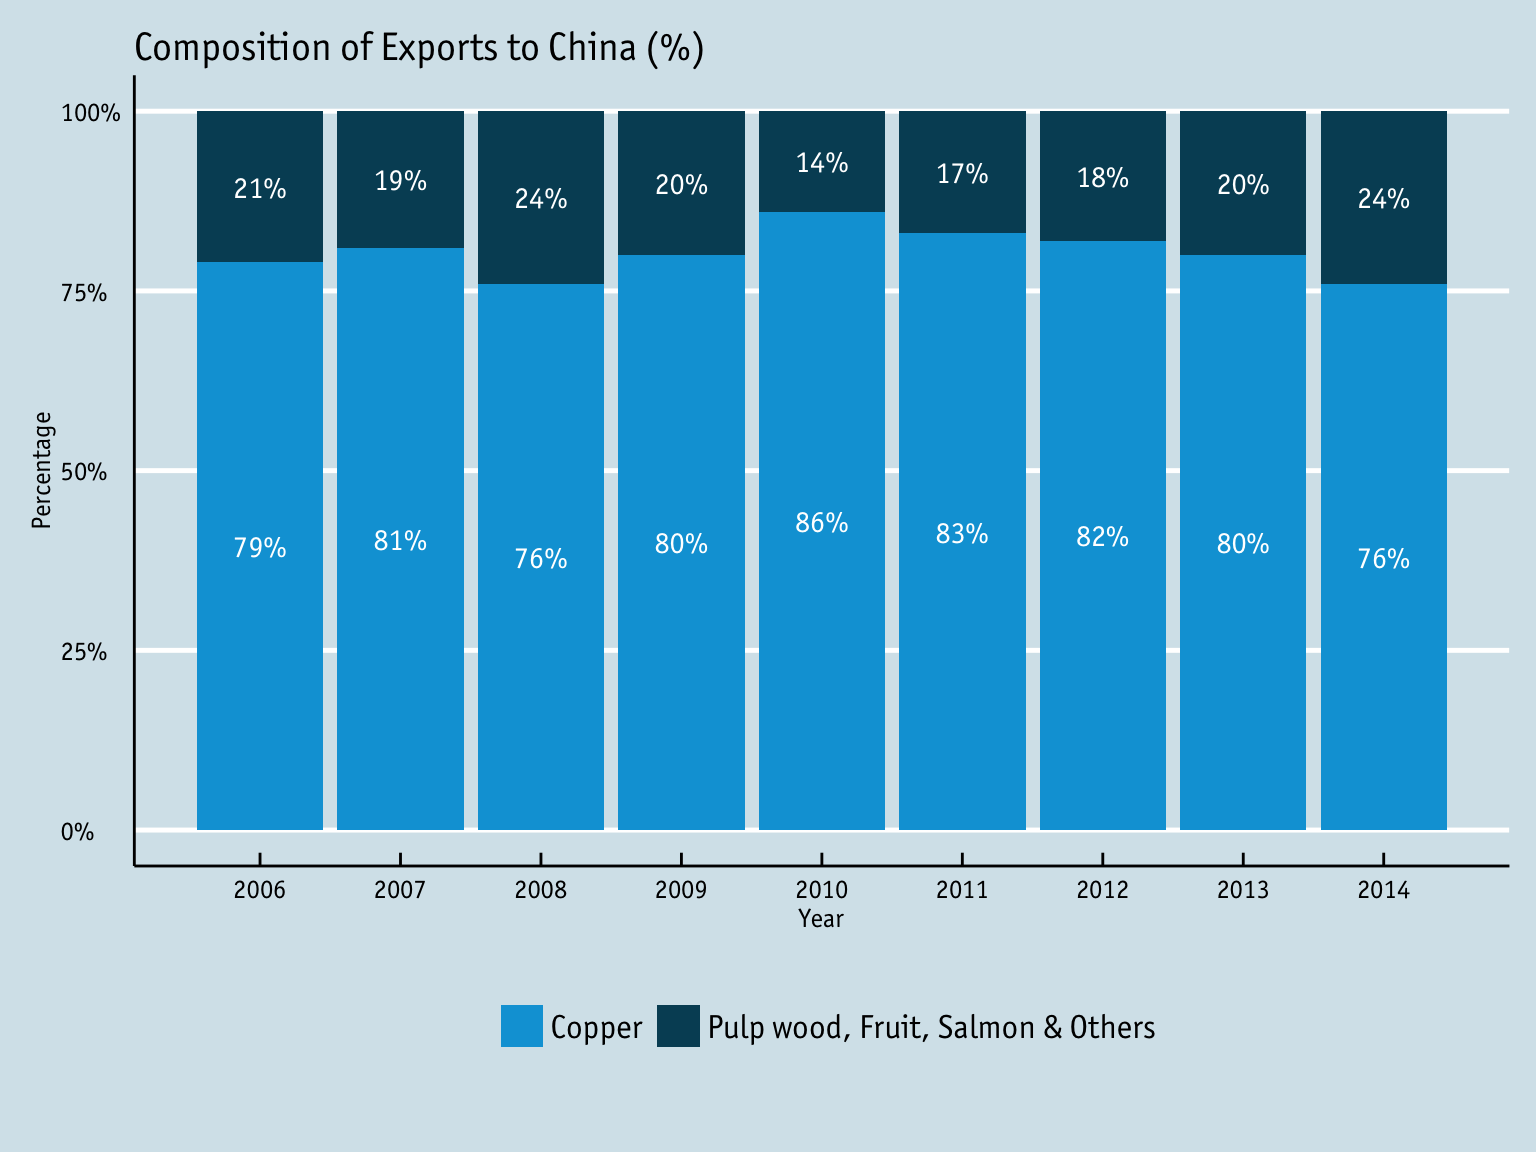 Composition of Exports to China (%)
100%
75%
50%
25%
0%
Percentage
21% 19% 24% 20% 14% 17% 18% 20% 24%
79% 81% 76% 80% 86% 83% 82% 80% 76%
2006 2007 2008 2009 2010 2011 2012 2013 2014
Year
Copper Pulp wood, Fruit, Salmon & Others